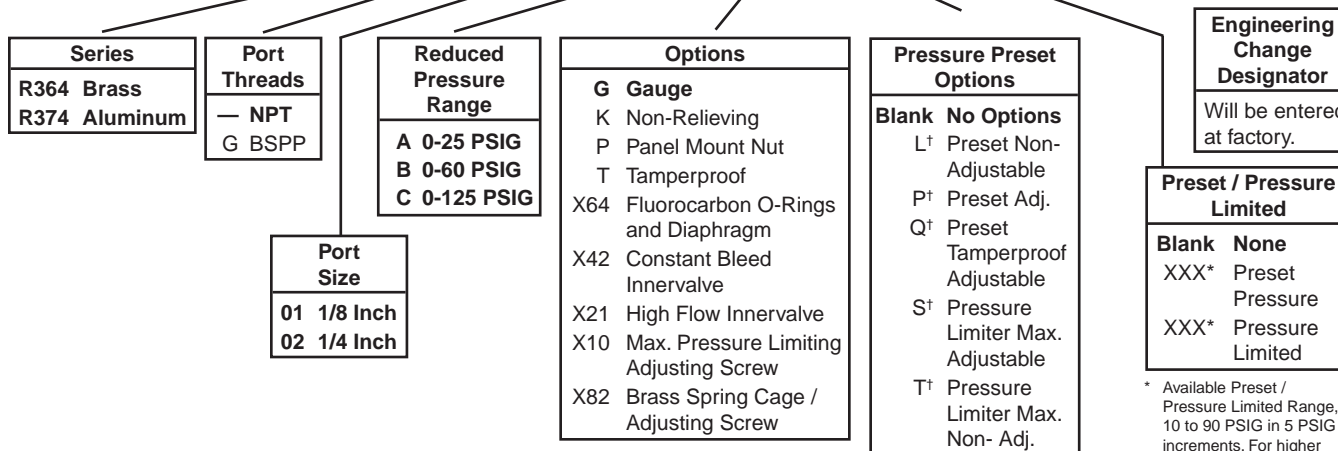 Series
R364 Brass
R374 Aluminum
Port
Threads
— NPT
G BSPP
Port
Size
01 1/8 Inch
02 1/4 Inch
Reduced
Pressure
Range
A 0-25 PSIG
B 0-60 PSIG
C 0-125 PSIG
Options
G Gauge
K Non-Relieving
P Panel Mount Nut
T Tamperproof
X64 Fluorocarbon O-Rings
and Diaphragm
X42 Constant Bleed
Innervalve
X21 High Flow Innervalve
X10 Max. Pressure Limiting
Adjusting Screw
X82 Brass Spring Cage /
Adjusting Screw
Pressure Preset
Options
Blank No Options
L† Preset Non-
Adjustable
P† Preset Adj.
Q† Preset
Tamperproof
Adjustable
S† Pressure
Limiter Max.
Adjustable
T† Pressure
Limiter Max.
Non- Adj.
Engineering
Change
Designator
Will be entered
at factory.
Preset / Pressure
Limited
Blank None
XXX* Preset
Pressure
XXX* Pressure
Limited
* Available Preset /
Pressure Limited Range,
10 to 90 PSIG in 5 PSIG
increments. For higher